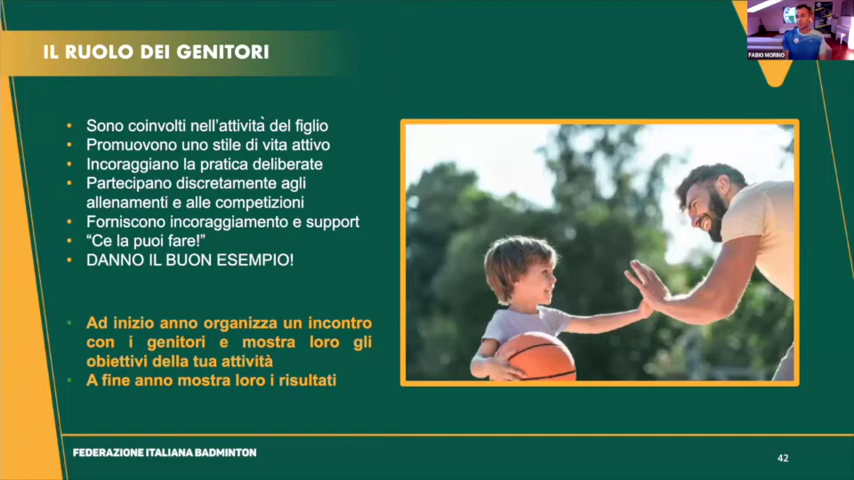 IL RUOLO DEI GENITORI
FABIO MORINO
• Sono coinvolti nell'attività del figlio
• Promuovono uno stile di vita attivo
• Incoraggiano la pratica deliberate
• Partecipano discretamente agli
allenamenti e alle competizioni
• Forniscono incoraggiamento e support
• “Ce la puoi fare!”
• DANNO IL BUON ESEMPIO!
• Ad inizio anno organizza un incontro
con i genitori e mostra loro gli
obiettivi della tua attività
• A fine anno mostra loro i risultati
FEDERAZIONE ITALIANA BADMINTON
42